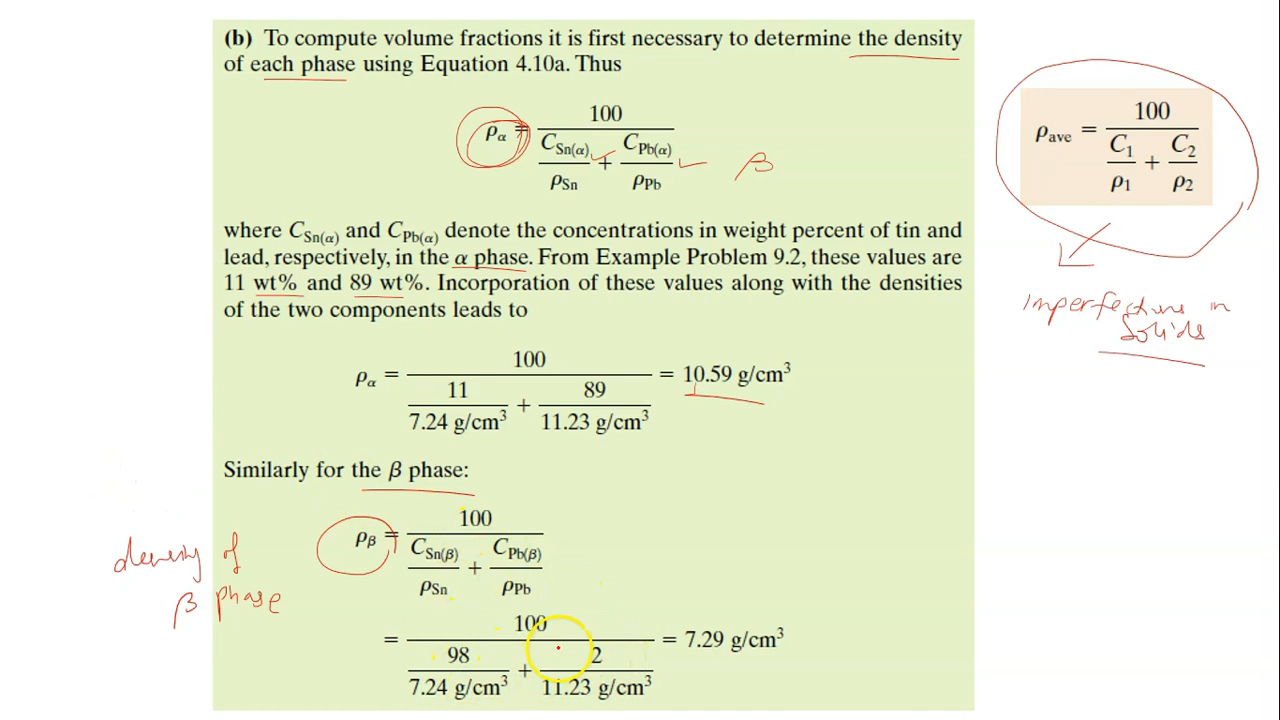 (b) To compute volume fractions it is first necessary to determine the density
of each phase using Equation 4.10a. Thus
ρα = 100 / (CSn(α)/ρSn + CPb(α)/ρPb)
β
ρave = 100 / (C1/ρ1 + C2/ρ2)
Imperfections in
Solids
where CSn(α) and CPb(α) denote the concentrations in weight percent of tin and
lead, respectively, in the α phase. From Example Problem 9.2, these values are
11 wt% and 89 wt%. Incorporation of these values along with the densities
of the two components leads to
ρα = 100 / (11/7.24 g/cm³ + 89/11.23 g/cm³) = 10.59 g/cm³
Similarly for the β phase:
density of
β phase
ρβ = 100 / (CSn(β)/ρSn + CPb(β)/ρPb)
= 100 / (98/7.24 g/cm³ + 2/11.23 g/cm³) = 7.29 g/cm³